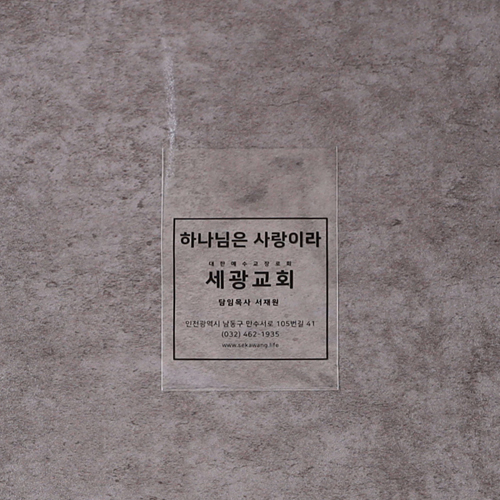 하나님은 사랑이라
대한예수교장로회
세광교회
담임목사 서재원
인천광역시 남동구 만수서로 105번길 41
(032) 462-1935
www.sekwang.life